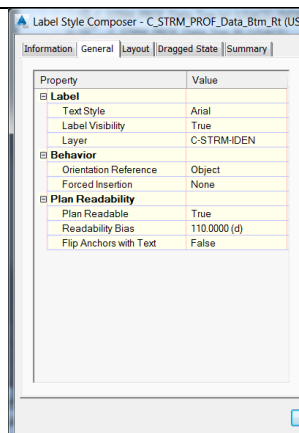 Label Style Composer - C_STRM_PROF_Data_Btm_Rt (US
Information General Layout Dragged State Summary
Property Value
Label
Text Style Arial
Label Visibility True
Layer C-STRM-IDEN
Behavior
Orientation Reference Object
Forced Insertion None
Plan Readability
Plan Readable True
Readability Bias 110.0000 (d)
Flip Anchors with Text False